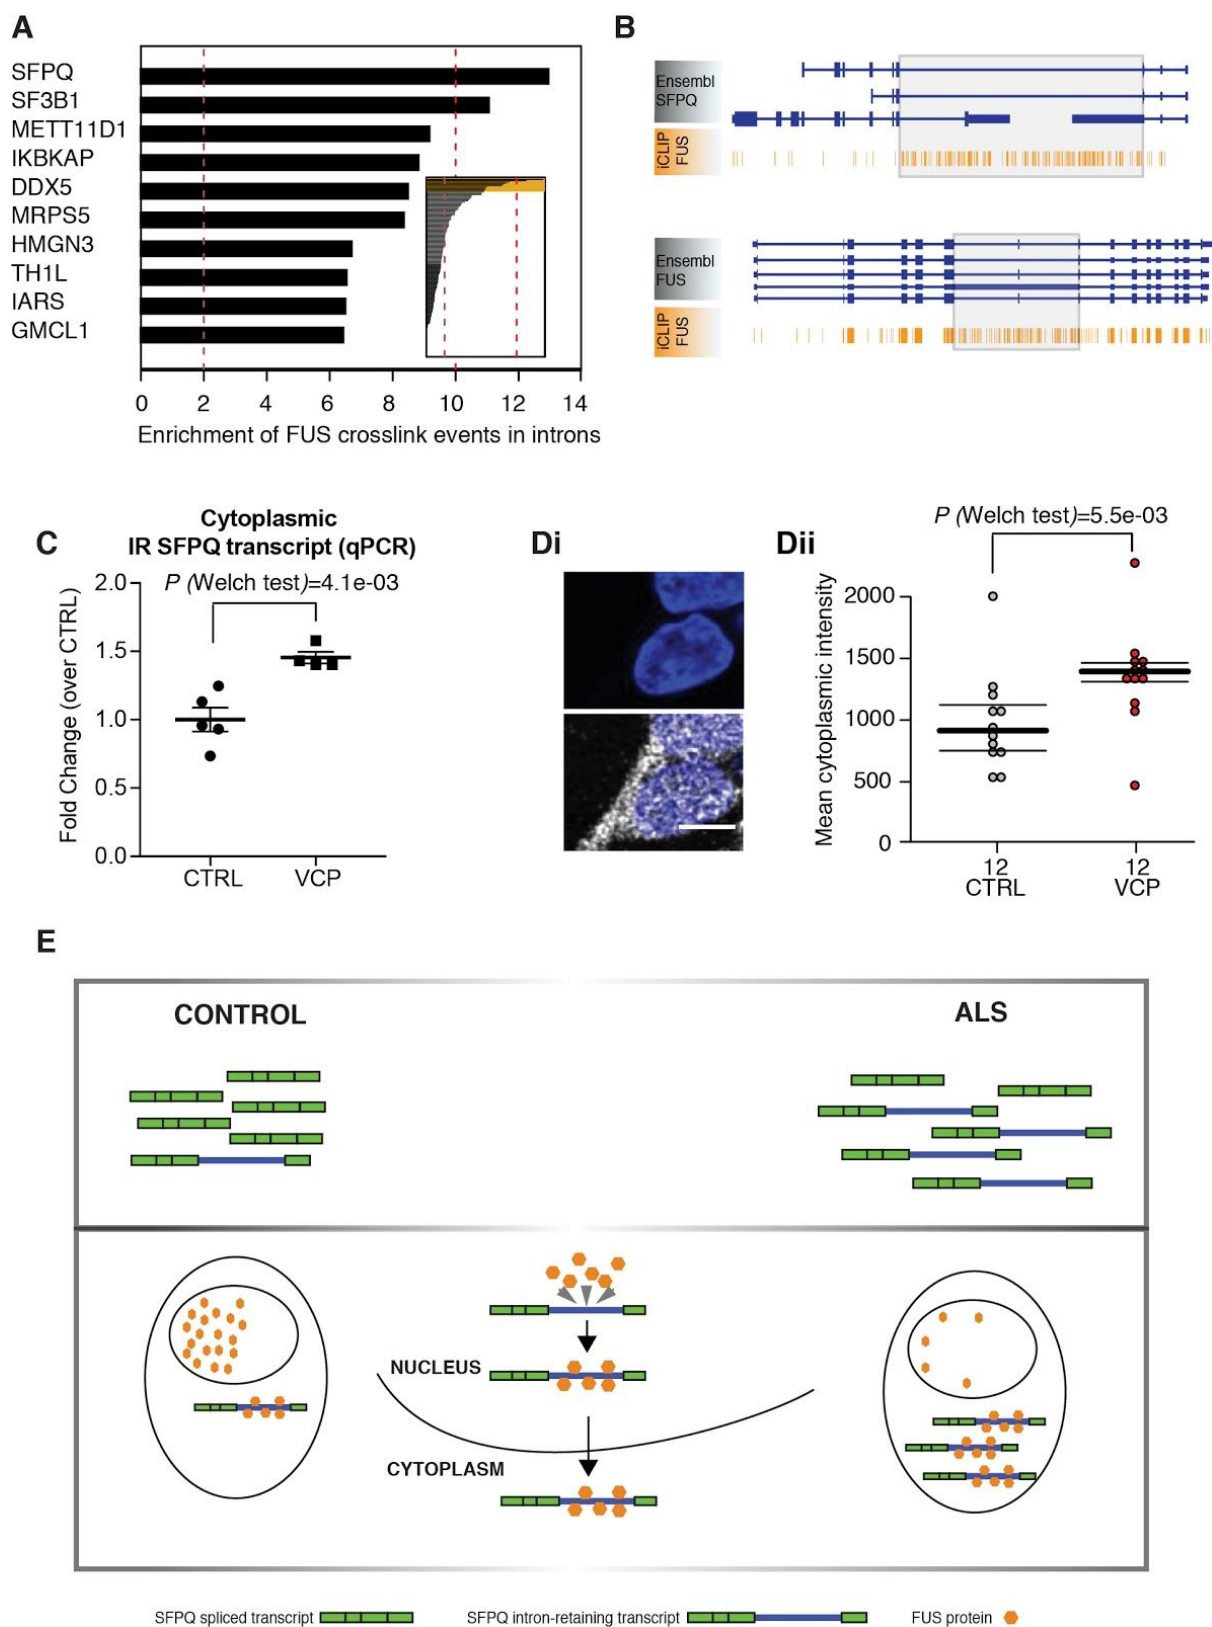 A
SFPQ
SF3B1
METT11D1
IKBKAP
DDX5
MRPS5
HMGN3
TH1L
IARS
GMCL1
0 2 4 6 8 10 12 14
Enrichment of FUS crosslink events in introns
B
Ensembl
SFPQ
iCLIP
FUS
Ensembl
FUS
iCLIP
FUS
C
Cytoplasmic
IR SFPQ transcript (qPCR)
P (Welch test)=4.1e-03
Fold Change (over CTRL)
2.0
1.5
1.0
0.5
0.0
CTRL VCP
Di
Dii
P (Welch test)=5.5e-03
Mean cytoplasmic intensity
2000
1500
1000
500
0
12 12
CTRL VCP
E
CONTROL ALS
NUCLEUS
CYTOPLASM
SFPQ spliced transcript SFPQ intron-retaining transcript FUS protein